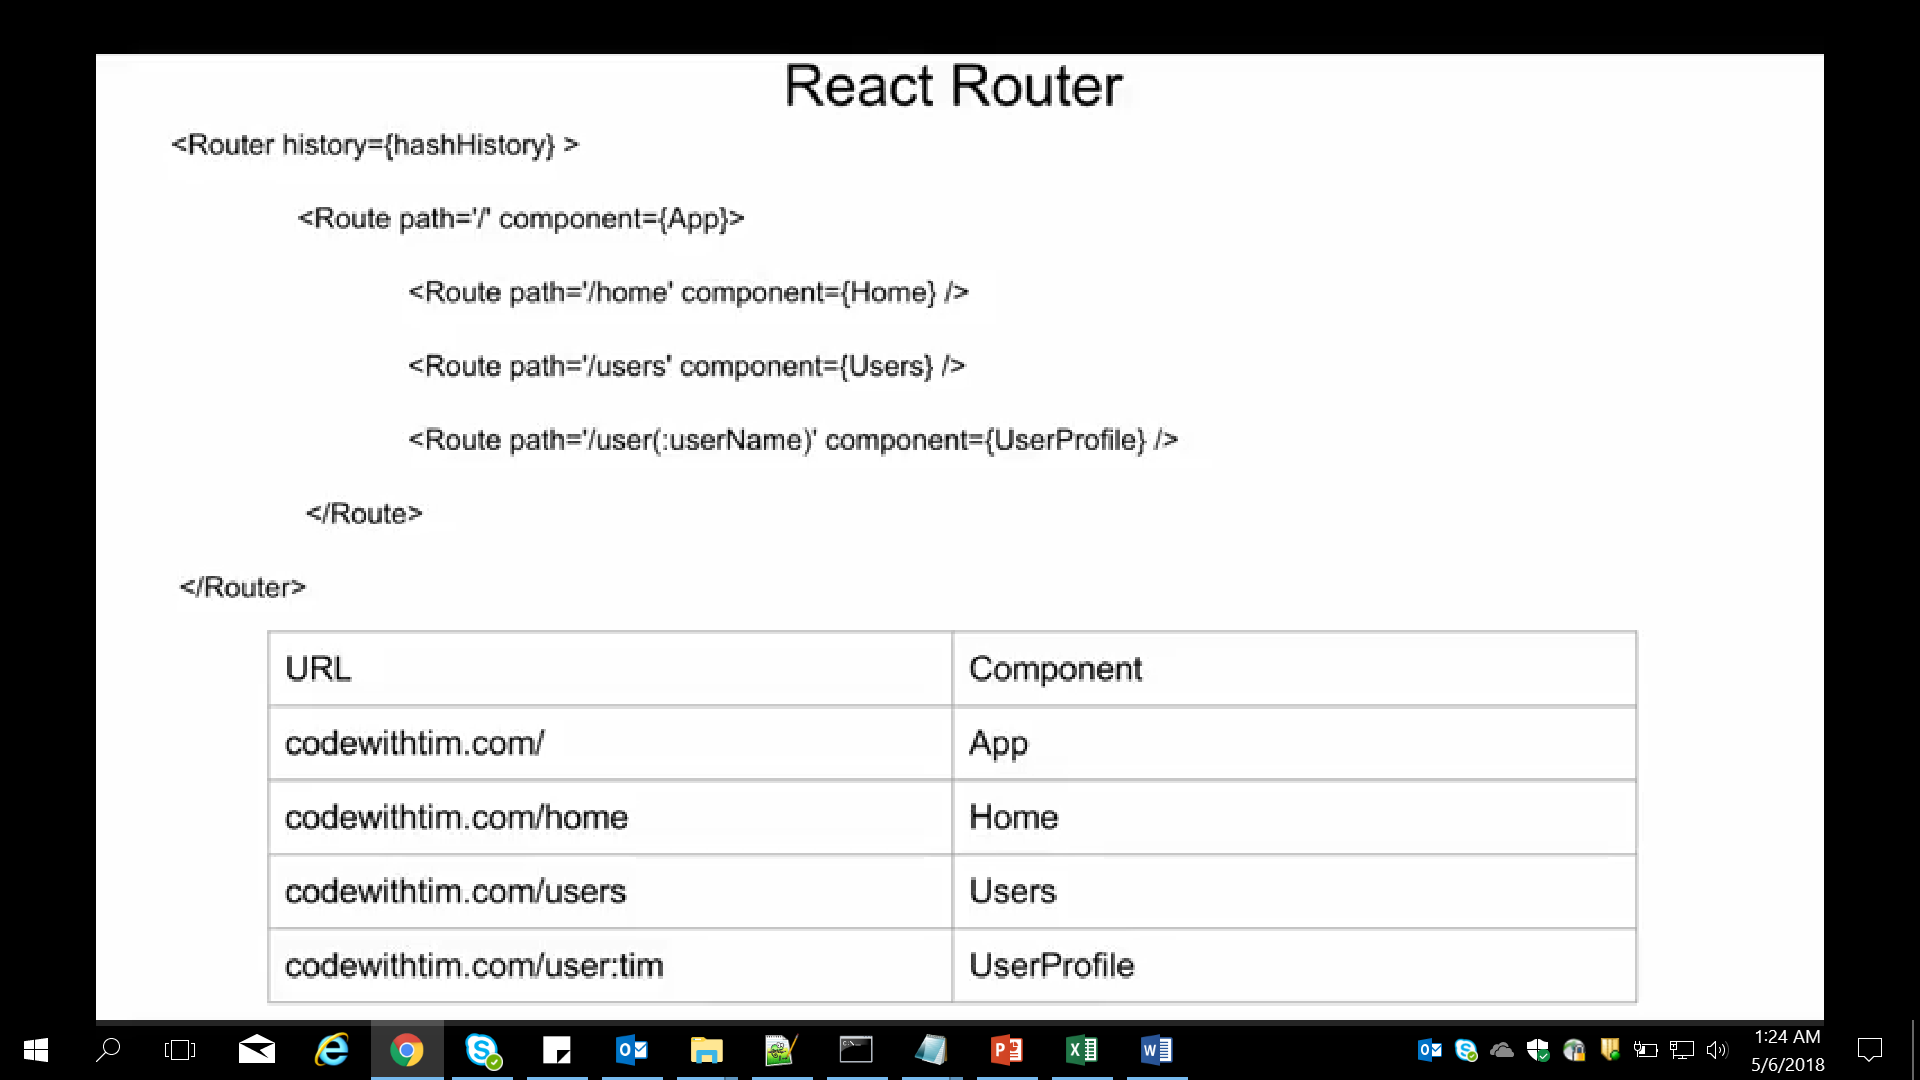 React Router
<Router history={hashHistory} >
<Route path='/' component={App}>
<Route path='/home' component={Home} />
<Route path='/users' component={Users} />
<Route path='/user(:userName)' component={UserProfile} />
</Route>
</Router>
URL Component
codewithtim.com/ App
codewithtim.com/home Home
codewithtim.com/users Users
codewithtim.com/user:tim UserProfile
1:24 AM
5/6/2018